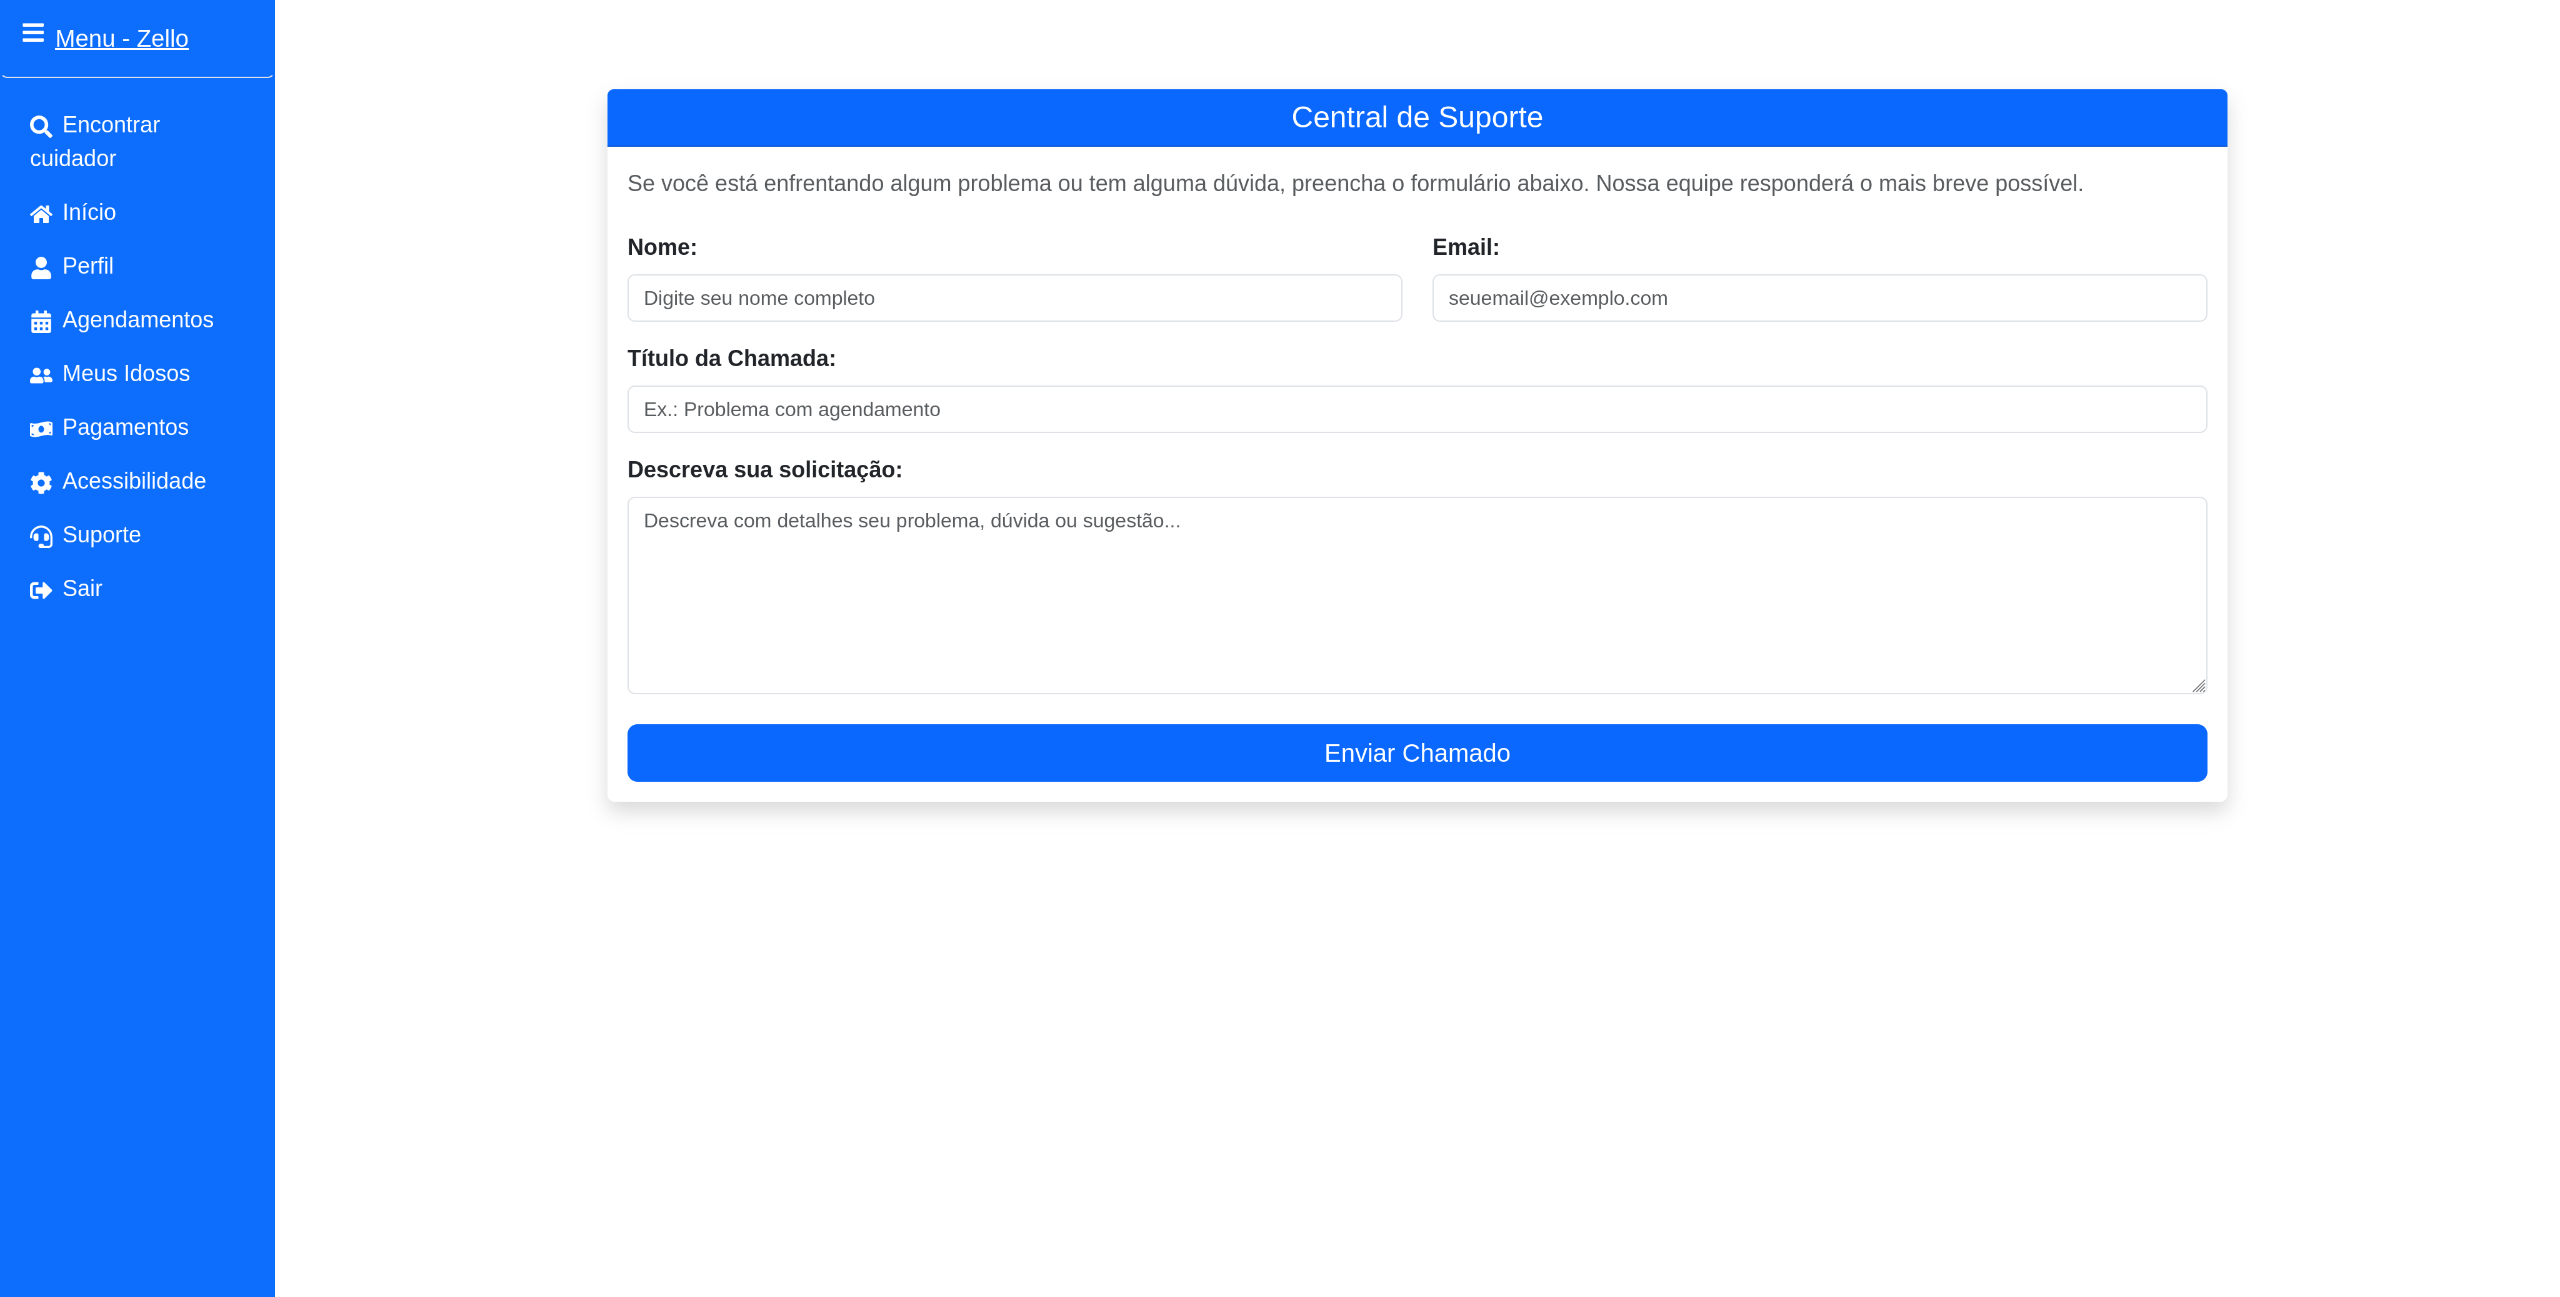 Menu - Zello
Encontrar
cuidador
Início
Perfil
Agendamentos
Meus Idosos
Pagamentos
Acessibilidade
Suporte
Sair
Central de Suporte
Se você está enfrentando algum problema ou tem alguma dúvida, preencha o formulário abaixo. Nossa equipe responderá o mais breve possível.
Nome:
Digite seu nome completo
Email:
seuemail@exemplo.com
Título da Chamada:
Ex.: Problema com agendamento
Descreva sua solicitação:
Descreva com detalhes seu problema, dúvida ou sugestão...
Enviar Chamado